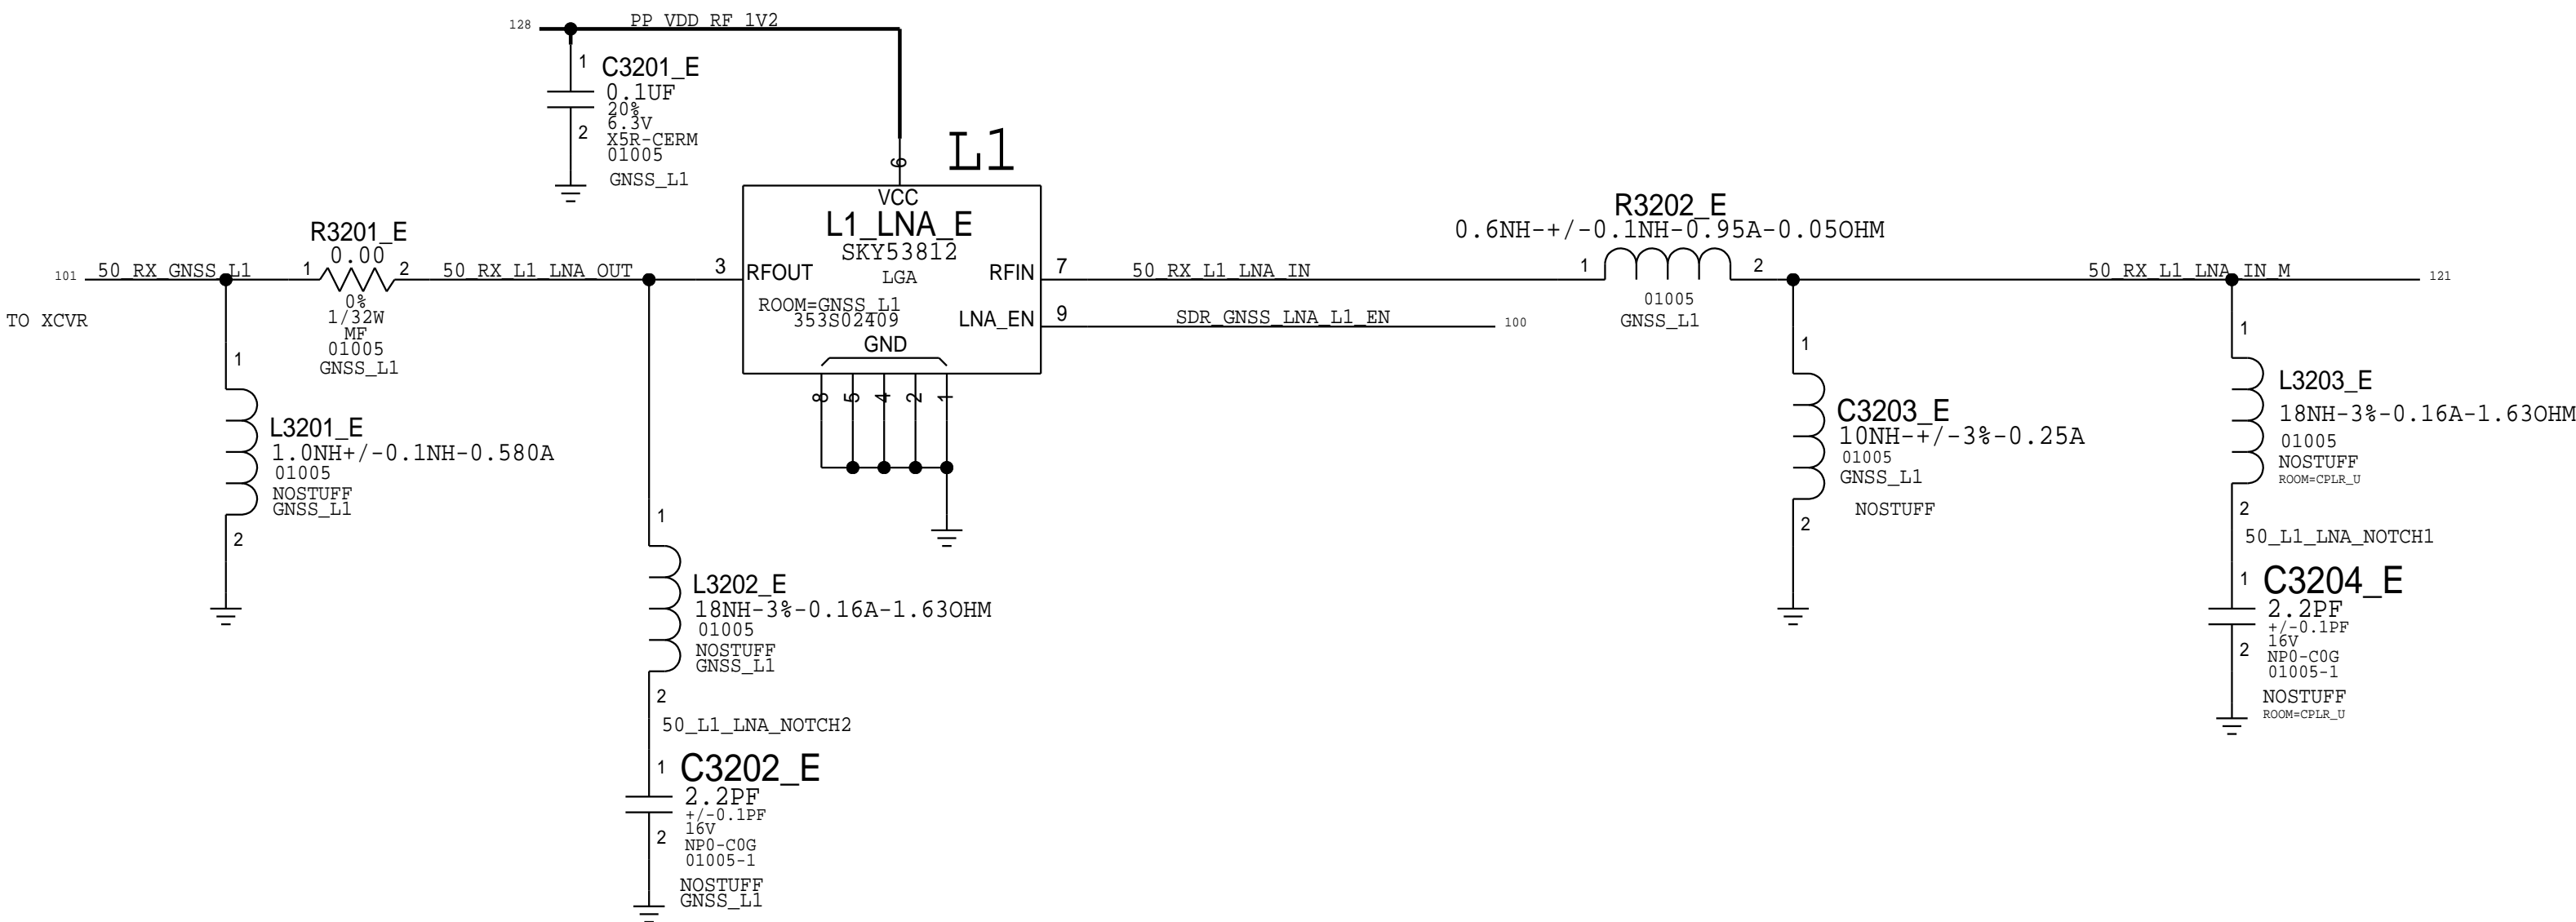 128
PP_VDD_RF_1V2
1
C3201_E
0.1UF
20%
6.3V
2
X5R-CERM
01005
GNSS_L1
L1
6
VCC
L1_LNA_E
SKY53812
LGA
3
RFOUT
RFIN
7
ROOM=GNSS_L1
353S02409
LNA_EN
9
GND
8
5
4
2
1
101
50_RX_GNSS_L1
TO XCVR
R3201_E
0.00
1
2
0%
1/32W
MF
01005
GNSS_L1
50_RX_L1_LNA_OUT
1
L3201_E
1.0NH+/-0.1NH-0.580A
01005
NOSTUFF
GNSS_L1
2
1
L3202_E
18NH-3%-0.16A-1.63OHM
01005
NOSTUFF
GNSS_L1
2
50_L1_LNA_NOTCH2
1
C3202_E
2.2PF
+/-0.1PF
16V
2
NP0-C0G
01005-1
NOSTUFF
GNSS_L1
50_RX_L1_LNA_IN
SDR_GNSS_LNA_L1_EN
100
R3202_E
0.6NH-+/-0.1NH-0.95A-0.05OHM
1
2
01005
GNSS_L1
50_RX_L1_LNA_IN_M
121
1
C3203_E
10NH-+/-3%-0.25A
01005
GNSS_L1
NOSTUFF
2
1
L3203_E
18NH-3%-0.16A-1.63OHM
01005
NOSTUFF
ROOM=CPLR_U
2
50_L1_LNA_NOTCH1
1
C3204_E
2.2PF
+/-0.1PF
16V
2
NP0-C0G
01005-1
NOSTUFF
ROOM=CPLR_U